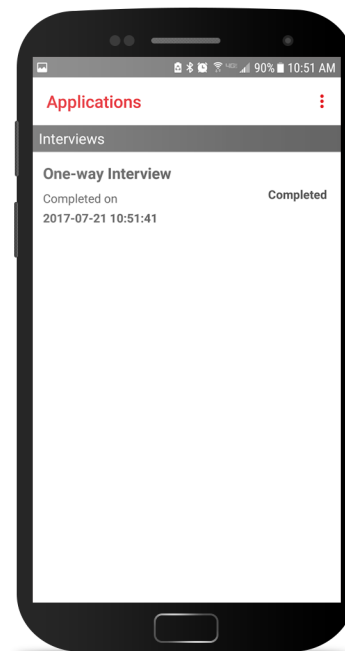 90% 10:51 AM
Applications
Interviews
One-way Interview
Completed on
Completed
2017-07-21 10:51:41